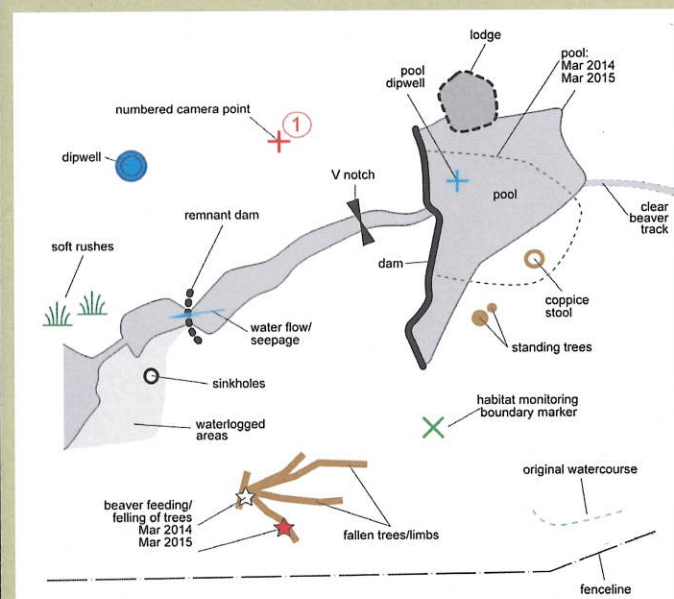 lodge
pool:
Mar 2014
Mar 2015
pool
dipwell
numbered camera point
1
dipwell
V notch
pool
clear
beaver
track
remnant dam
soft rushes
dam
coppice
stool
water flow/
seepage
standing trees
sinkholes
habitat monitoring
boundary marker
waterlogged
areas
original watercourse
beaver feeding/
felling of trees
Mar 2014
Mar 2015
fallen trees/limbs
fenceline